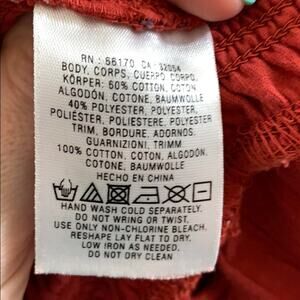 RN : 66170 CA : 32054
BODY, CORPS, CUERPO CORPO,
KÖRPER: 60% COTTON, COTON
ALGODÓN, COTONE, BAUMWOLLE
40% POLYESTER, POLYESTER,
POLIÉSTER, POLIESTERE, POLYESTER
TRIM, BORDURE, ADORNOS,
GUARNIZIONI, TRIMM
100% COTTON, COTON, ALGODÓN,
COTONE, BAUMWOLLE
HECHO EN CHINA
HAND WASH COLD SEPARATELY.
DO NOT WRING OR TWIST.
USE ONLY NON-CHLORINE BLEACH.
RESHAPE LAY FLAT TO DRY.
LOW IRON AS NEEDED.
DO NOT DRY CLEAN